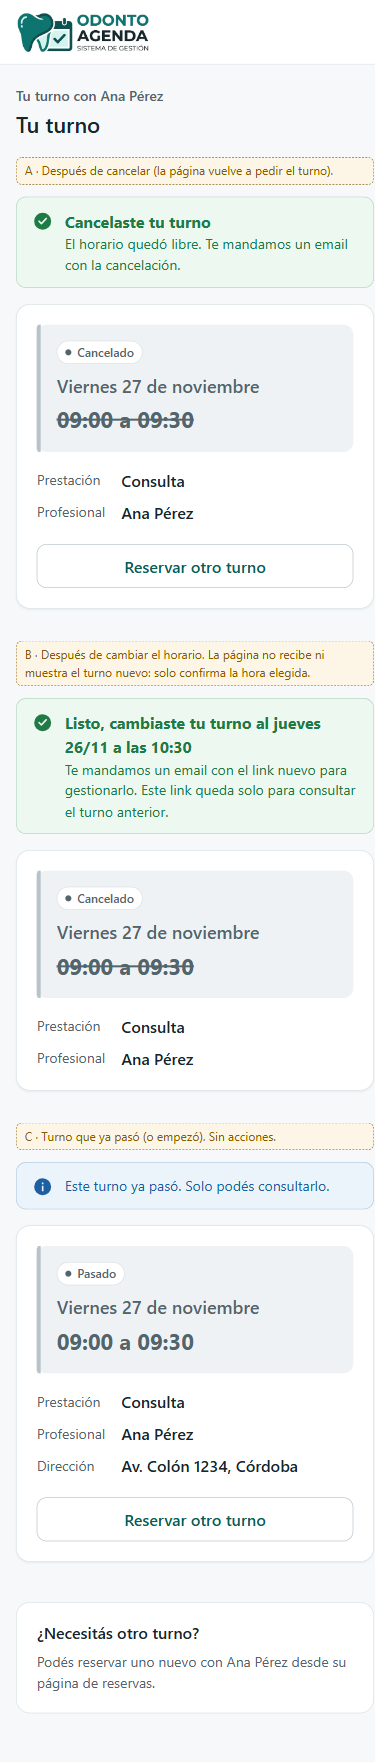 ODONTO
AGENDA
SISTEMA DE GESTIÓN
Tu turno con Ana Pérez
Tu turno
A · Después de cancelar (la página vuelve a pedir el turno).
Cancelaste tu turno
El horario quedó libre. Te mandamos un email
con la cancelación.
Cancelado
Viernes 27 de noviembre
09:00 a 09:30
Prestación Consulta
Profesional Ana Pérez
Reservar otro turno
B · Después de cambiar el horario. La página no recibe ni
muestra el turno nuevo: solo confirma la hora elegida.
Listo, cambiaste tu turno al jueves
26/11 a las 10:30
Te mandamos un email con el link nuevo para
gestionarlo. Este link queda solo para consultar
el turno anterior.
Cancelado
Viernes 27 de noviembre
09:00 a 09:30
Prestación Consulta
Profesional Ana Pérez
C · Turno que ya pasó (o empezó). Sin acciones.
Este turno ya pasó. Solo podés consultarlo.
Pasado
Viernes 27 de noviembre
09:00 a 09:30
Prestación Consulta
Profesional Ana Pérez
Dirección Av. Colón 1234, Córdoba
Reservar otro turno
¿Necesitás otro turno?
Podés reservar uno nuevo con Ana Pérez desde su
página de reservas.